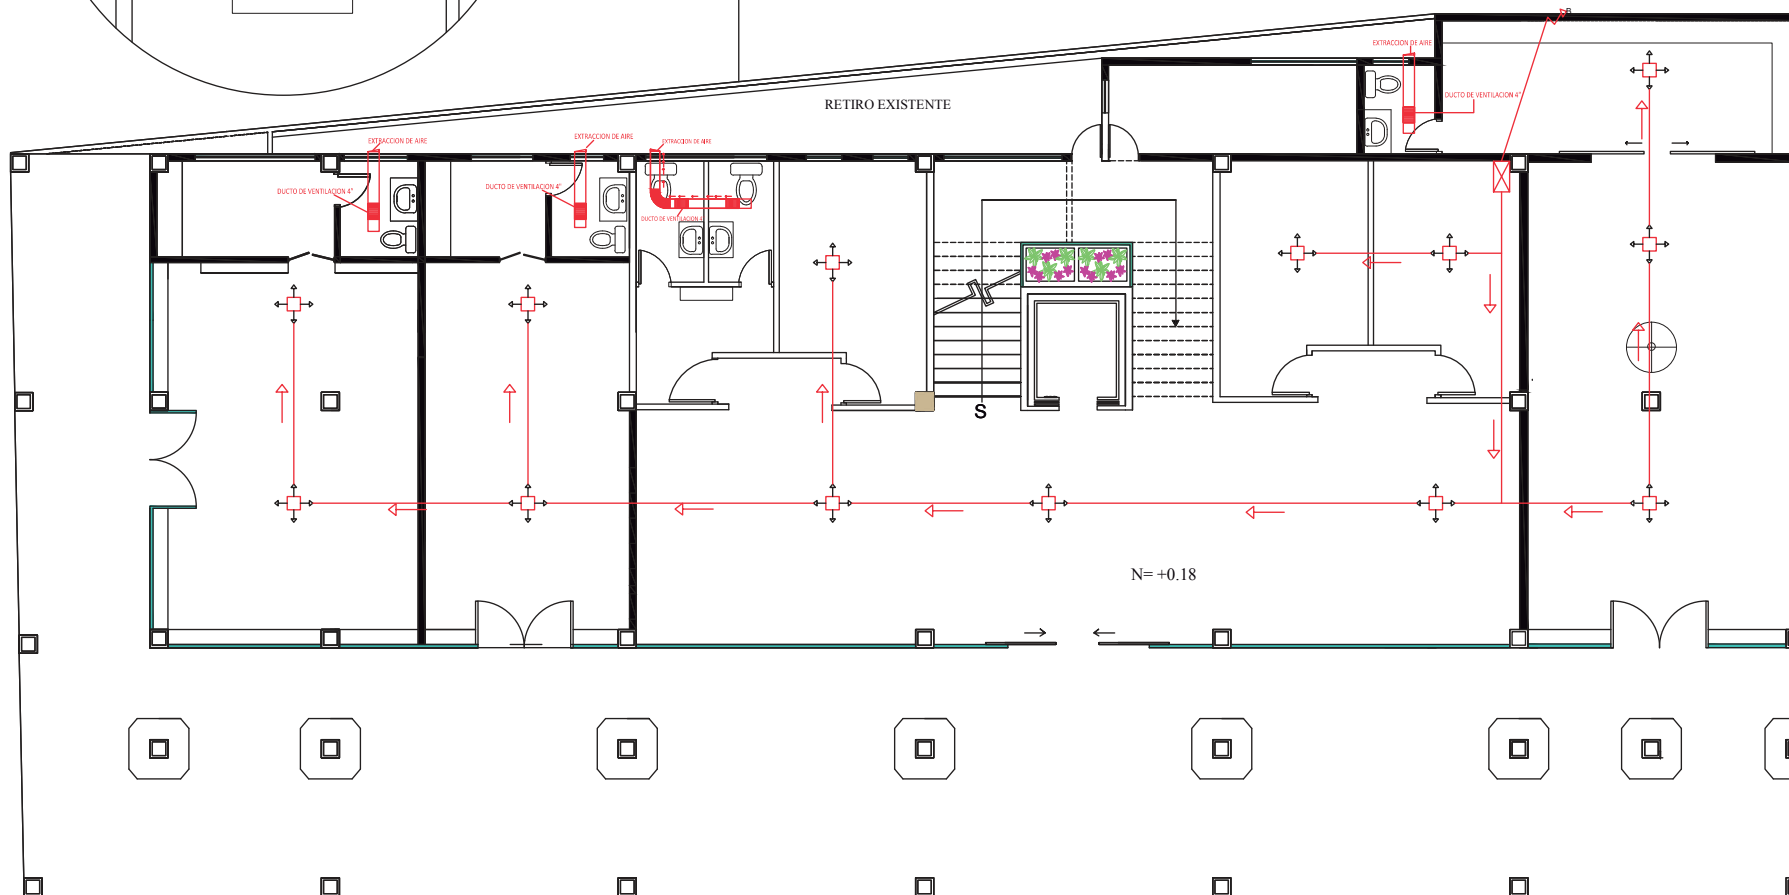 B
EXTRACCION DE AIRE
DUCTO DE VENTILACION 4"
RETIRO EXISTENTE
EXTRACCION DE AIRE
EXTRACCION DE AIRE
EXTRACCION DE AIRE
DUCTO DE VENTILACION 4"
DUCTO DE VENTILACION 4"
DUCTO DE VENTILACION 4
S
N= +0.18